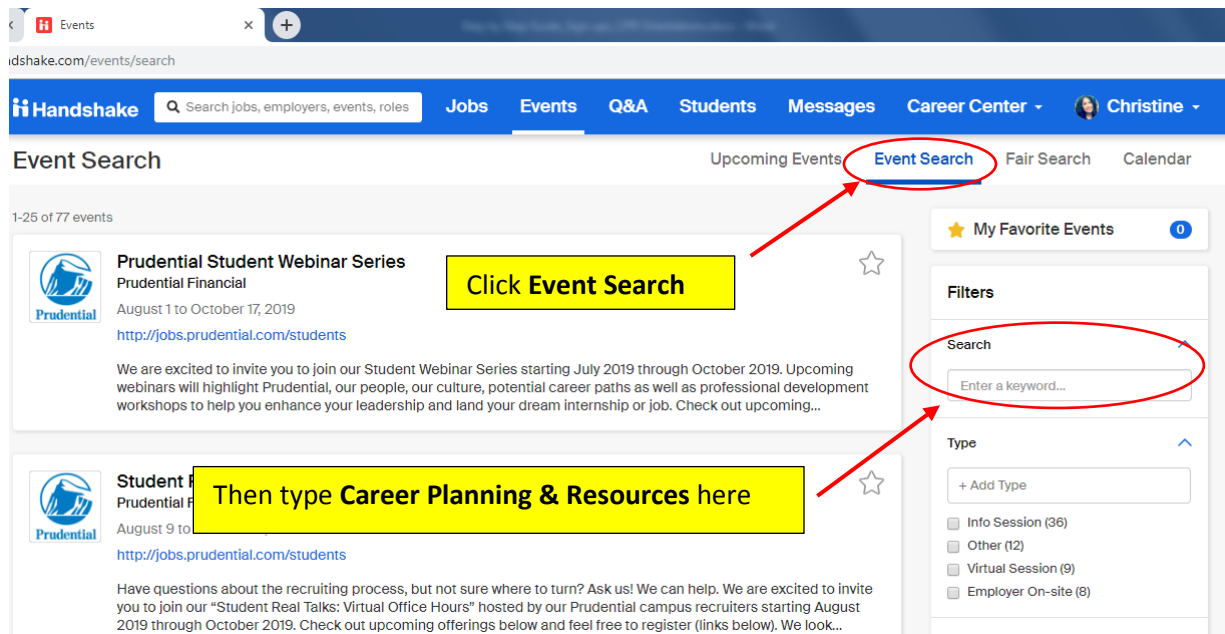 Events
dshake.com/events/search
Handshake Search jobs, employers, events, roles Jobs Events Q&A Students Messages Career Center Christine
Event Search Upcoming Events Event Search Fair Search Calendar
1-25 of 77 events
My Favorite Events 0
Prudential Student Webinar Series
Prudential Financial
August 1 to October 17, 2019
http://jobs.prudential.com/students
Prudential
We are excited to invite you to join our Student Webinar Series starting July 2019 through October 2019. Upcoming
webinars will highlight Prudential, our people, our culture, potential career paths as well as professional development
workshops to help you enhance your leadership and land your dream internship or job. Check out upcoming...
Click Event Search
Filters
Search
Enter a keyword...
Student
Prudential
August 9 to
http://jobs.prudential.com/students
Prudential
Have questions about the recruiting process, but not sure where to turn? Ask us! We can help. We are excited to invite
you to join our “Student Real Talks: Virtual Office Hours” hosted by our Prudential campus recruiters starting August
2019 through October 2019. Check out upcoming offerings below and feel free to register (links below). We look...
Then type Career Planning & Resources here
Type
+ Add Type
Info Session (36)
Other (12)
Virtual Session (9)
Employer On-site (8)